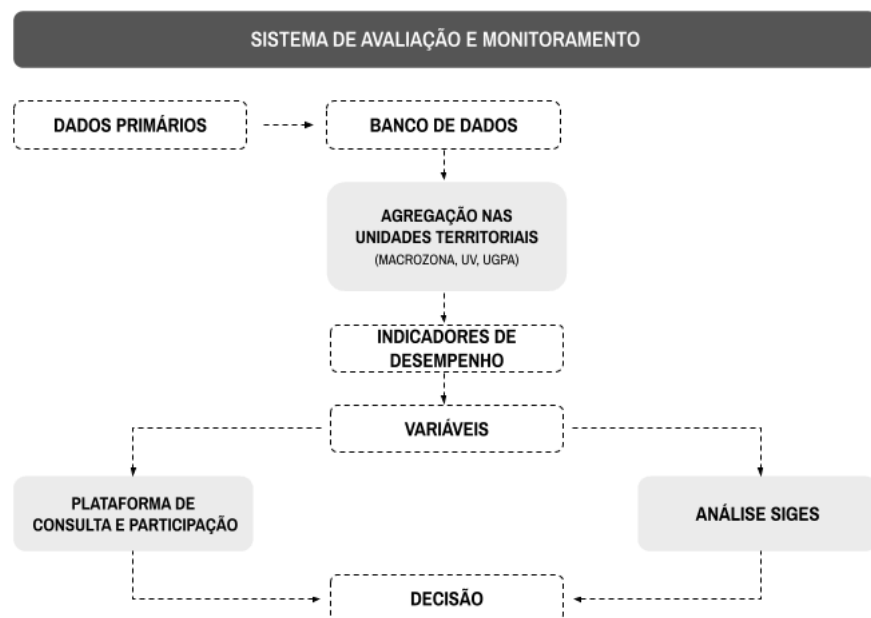 SISTEMA DE AVALIAÇÃO E MONITORAMENTO
DADOS PRIMÁRIOS
BANCO DE DADOS
AGREGAÇÃO NAS
UNIDADES TERRITORIAIS
(MACROZONA, UV, UGPA)
INDICADORES DE
DESEMPENHO
VARIÁVEIS
PLATAFORMA DE
CONSULTA E PARTICIPAÇÃO
ANÁLISE SIGES
DECISÃO